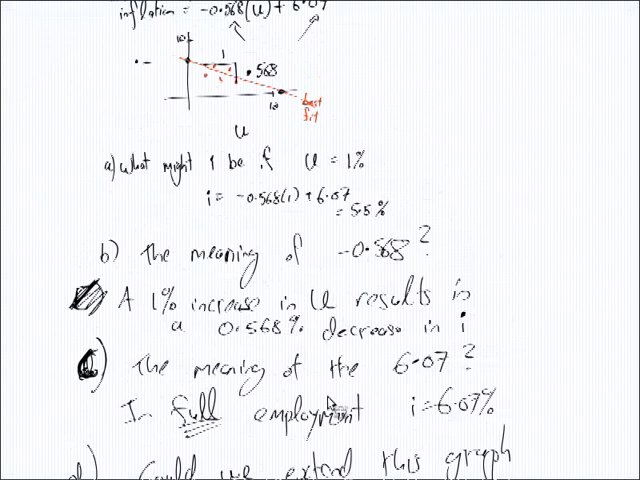 inflation = -0.568(u) + 6.07
10
1
.568
10
best
fit
u
a) what might i be if U = 1%
i = -0.568(1) + 6.07
= 5.5%
b) the meaning of -0.568?
A 1% increase in U results in
a 0.568% decrease in i
) The meaning of the 6.07?
In full employment i = 6.07%
d) Could we extend this graph